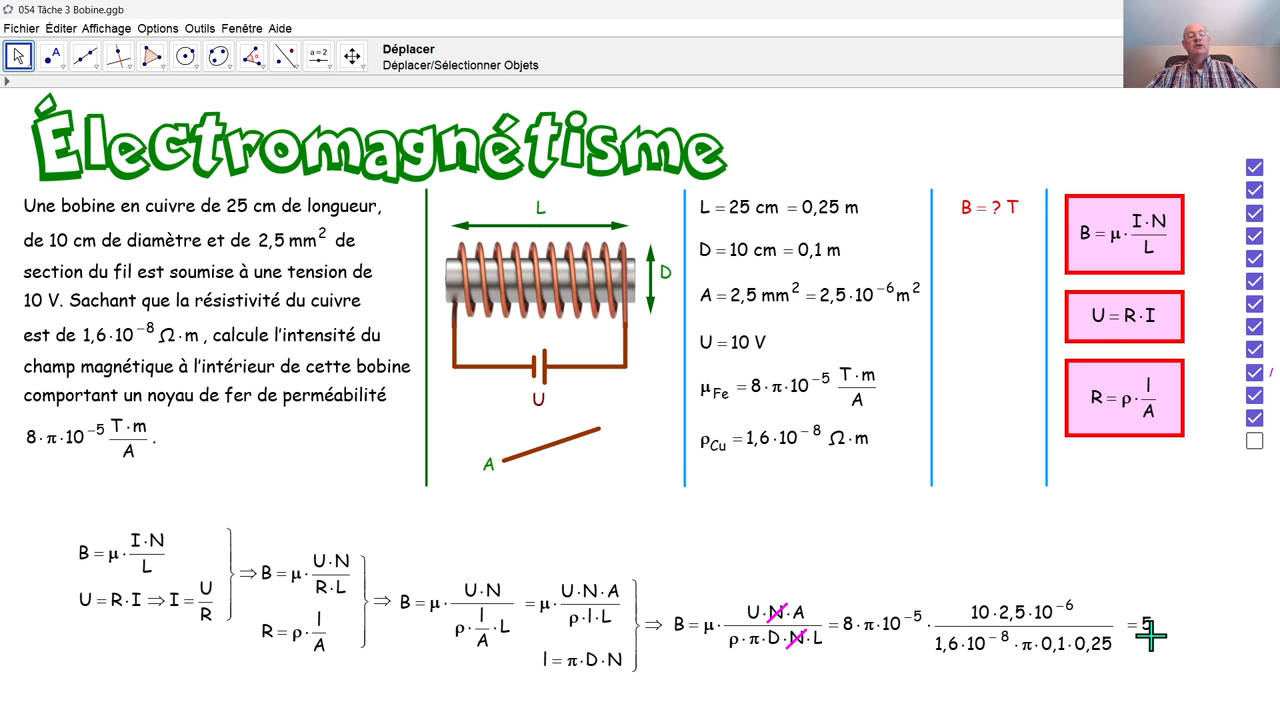 054 Tâche 3 Bobine.ggb
Fichier Éditer Affichage Options Outils Fenêtre Aide
A
a=2
Déplacer
Déplacer/Sélectionner Objets
Électromagnétisme
Une bobine en cuivre de 25 cm de longueur,
de 10 cm de diamètre et de 2,5 mm² de
section du fil est soumise à une tension de
10 V. Sachant que la résistivité du cuivre
est de 1,6·10⁻⁸ Ω·m , calcule l'intensité du
champ magnétique à l'intérieur de cette bobine
comportant un noyau de fer de perméabilité
8·π·10⁻⁵ T·m/A .
L
D
U
A
L = 25 cm = 0,25 m
D = 10 cm = 0,1 m
A = 2,5 mm² = 2,5·10⁻⁶ m²
U = 10 V
μ_Fe = 8·π·10⁻⁵ T·m/A
ρ_Cu = 1,6·10⁻⁸ Ω·m
B = ? T
B = μ· I·N/L
U = R·I
R = ρ· l/A
B = μ· I·N/L
U = R·I ⇒ I = U/R
⇒ B = μ· U·N/R·L
R = ρ· l/A
⇒ B = μ· U·N/ρ· l/A ·L = μ· U·N·A/ρ·l·L
l = π·D·N
⇒ B = μ· U·N·A/ρ·π·D·N·L = 8·π·10⁻⁵ · 10·2,5·10⁻⁶/1,6·10⁻⁸·π·0,1·0,25 = 5